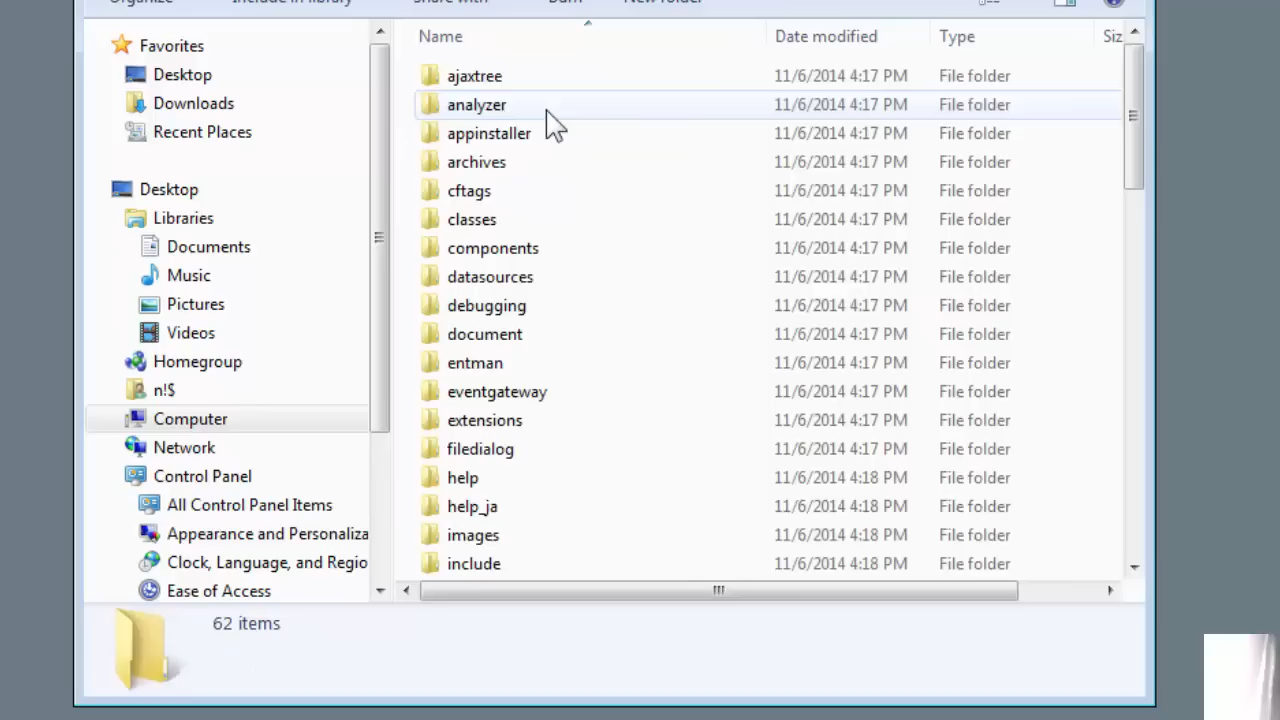 Organize Include in library Share with Burn New folder
Name Date modified Type Siz
Favorites
Desktop
Downloads
Recent Places
Desktop
Libraries
Documents
Music
Pictures
Videos
Homegroup
n!$
Computer
Network
Control Panel
All Control Panel Items
Appearance and Personaliza
Clock, Language, and Regio
Ease of Access
ajaxtree 11/6/2014 4:17 PM File folder
analyzer 11/6/2014 4:17 PM File folder
appinstaller 11/6/2014 4:17 PM File folder
archives 11/6/2014 4:17 PM File folder
cftags 11/6/2014 4:17 PM File folder
classes 11/6/2014 4:17 PM File folder
components 11/6/2014 4:17 PM File folder
datasources 11/6/2014 4:17 PM File folder
debugging 11/6/2014 4:17 PM File folder
document 11/6/2014 4:17 PM File folder
entman 11/6/2014 4:17 PM File folder
eventgateway 11/6/2014 4:17 PM File folder
extensions 11/6/2014 4:17 PM File folder
filedialog 11/6/2014 4:17 PM File folder
help 11/6/2014 4:18 PM File folder
help_ja 11/6/2014 4:18 PM File folder
images 11/6/2014 4:18 PM File folder
include 11/6/2014 4:18 PM File folder
62 items